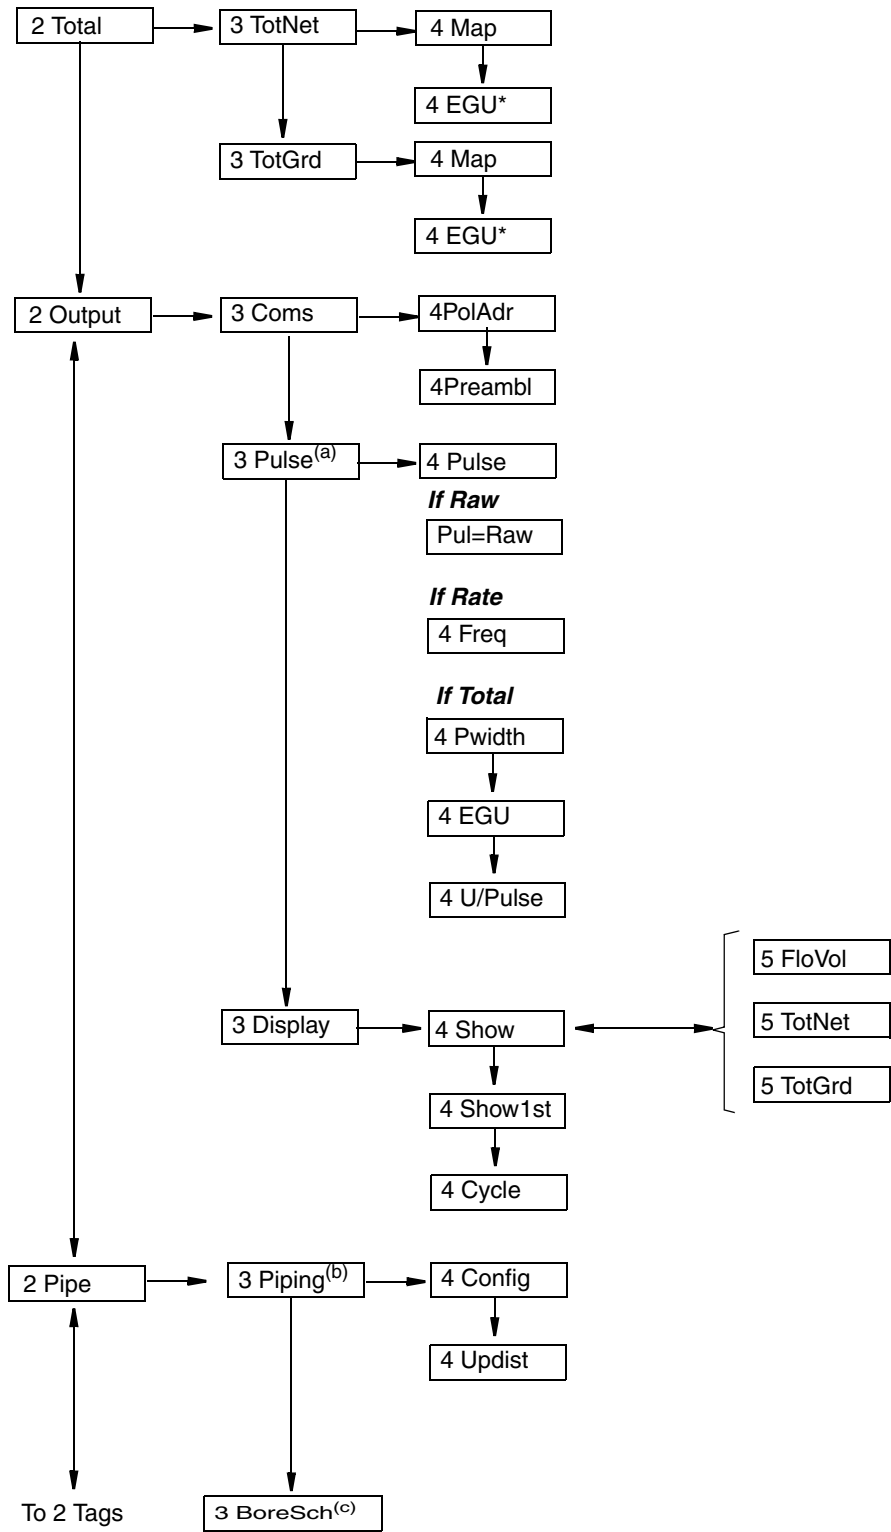 2 Total
3 TotNet
4 Map
4 EGU*
3 TotGrd
4 Map
4 EGU*
2 Output
3 Coms
4PolAdr
4Preambl
3 Pulse(a)
4 Pulse
If Raw
Pul=Raw
If Rate
4 Freq
If Total
4 Pwidth
4 EGU
4 U/Pulse
3 Display
4 Show
5 FloVol
5 TotNet
5 TotGrd
4 Show1st
4 Cycle
2 Pipe
3 Piping(b)
4 Config
4 Updist
To 2 Tags
3 BoreSch(c)